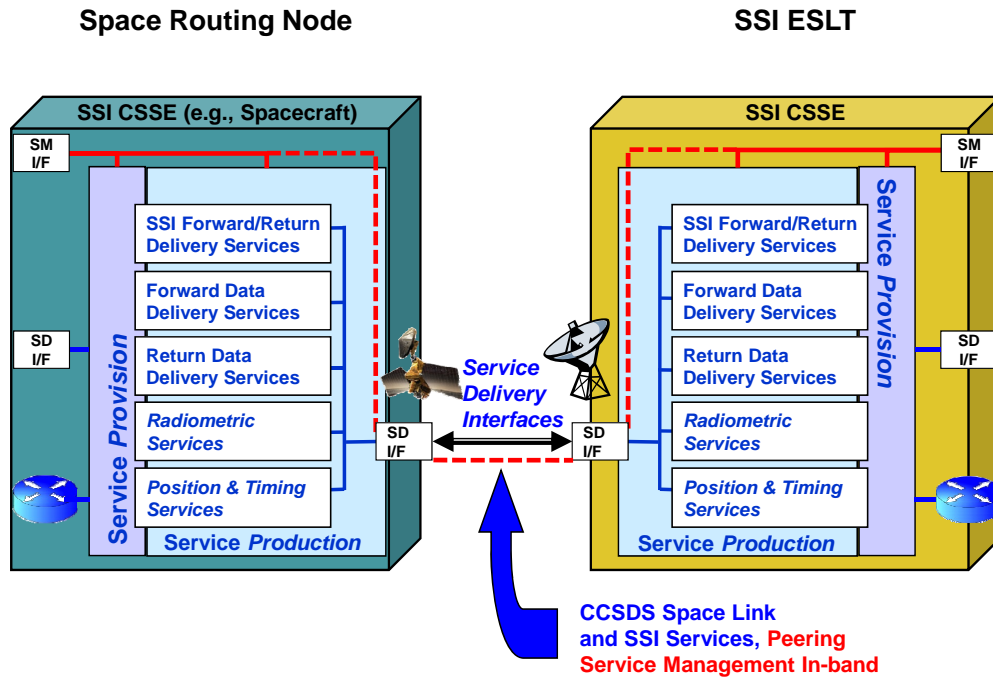 Space Routing Node
SSI ESLT
SSI CSSE (e.g., Spacecraft)
SM
I/F
Service Provision
SSI Forward/Return
Delivery Services
Forward Data
Delivery Services
Return Data
Delivery Services
Radiometric
Services
Position & Timing
Services
Service Production
SD
I/F
SD
I/F
Service
Delivery
Interfaces
SSI CSSE
SM
I/F
Service Provision
SSI Forward/Return
Delivery Services
Forward Data
Delivery Services
Return Data
Delivery Services
Radiometric
Services
Position & Timing
Services
Service Production
SD
I/F
SD
I/F
CCSDS Space Link
and SSI Services, Peering
Service Management In-band